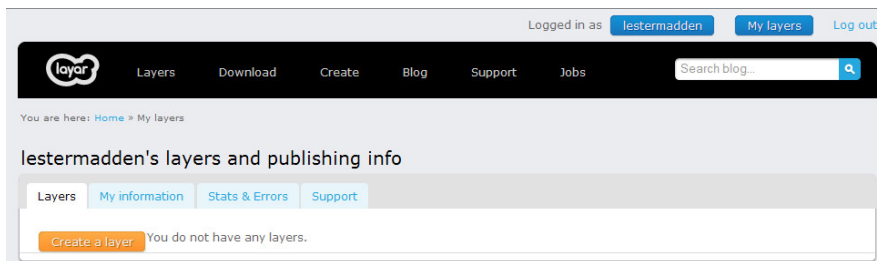 Logged in as lestermadden My layers Log out
layar Layers Download Create Blog Support Jobs Search blog...
You are here: Home » My layers
lestermadden's layers and publishing info
Layers My information Stats & Errors Support
Create a layer You do not have any layers.